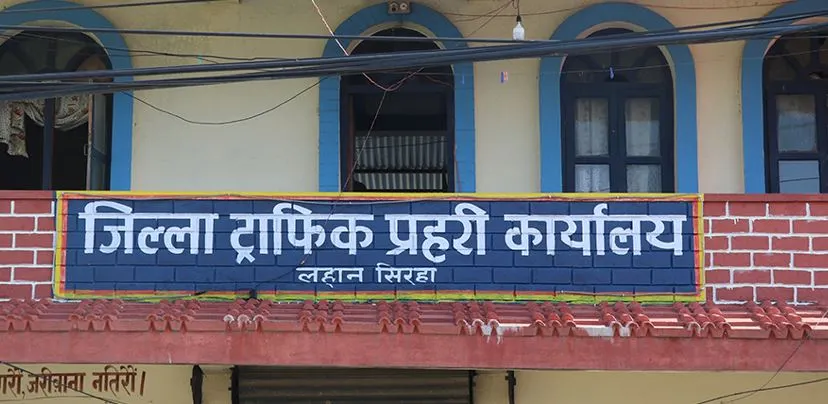 जिल्ला ट्राफिक प्रहरी कार्यालय
लहान सिरहा
जरीवाना नतिरौं।